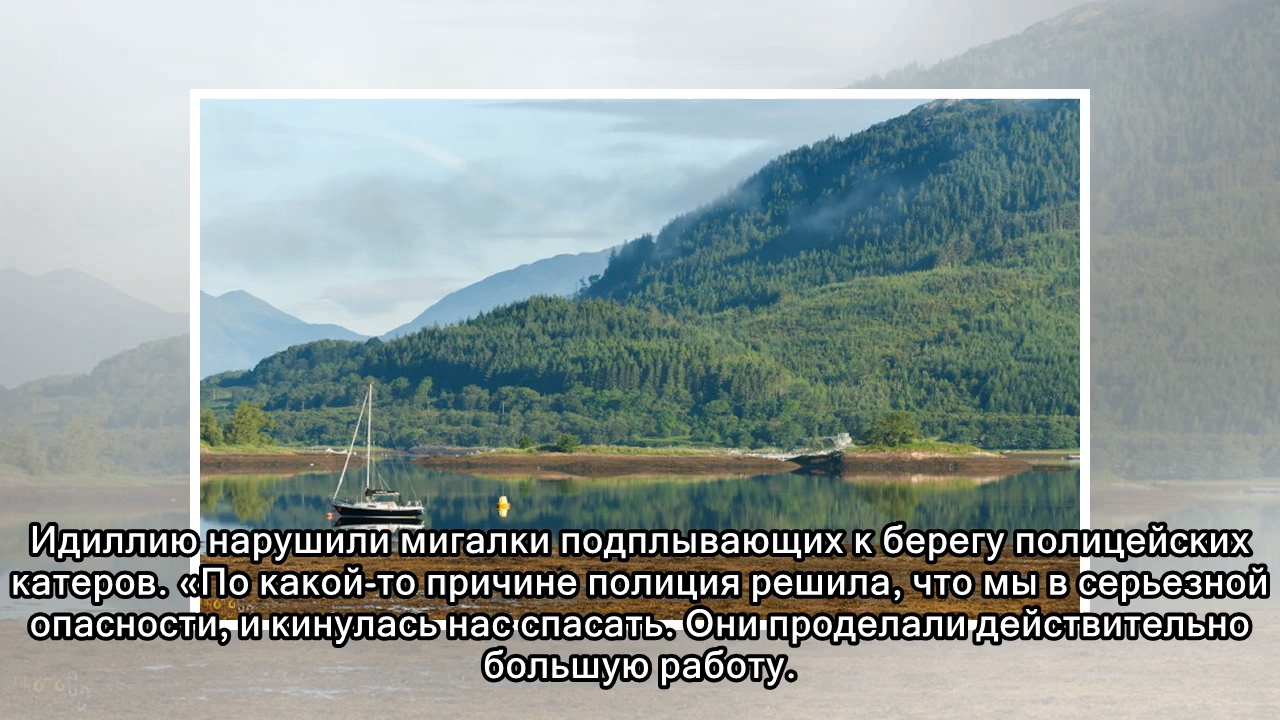 Идиллию нарушили мигалки подплывающих к берегу полицейских
катеров. «По какой-то причине полиция решила, что мы в серьезной
опасности, и кинулась нас спасать. Они проделали действительно
большую работу.